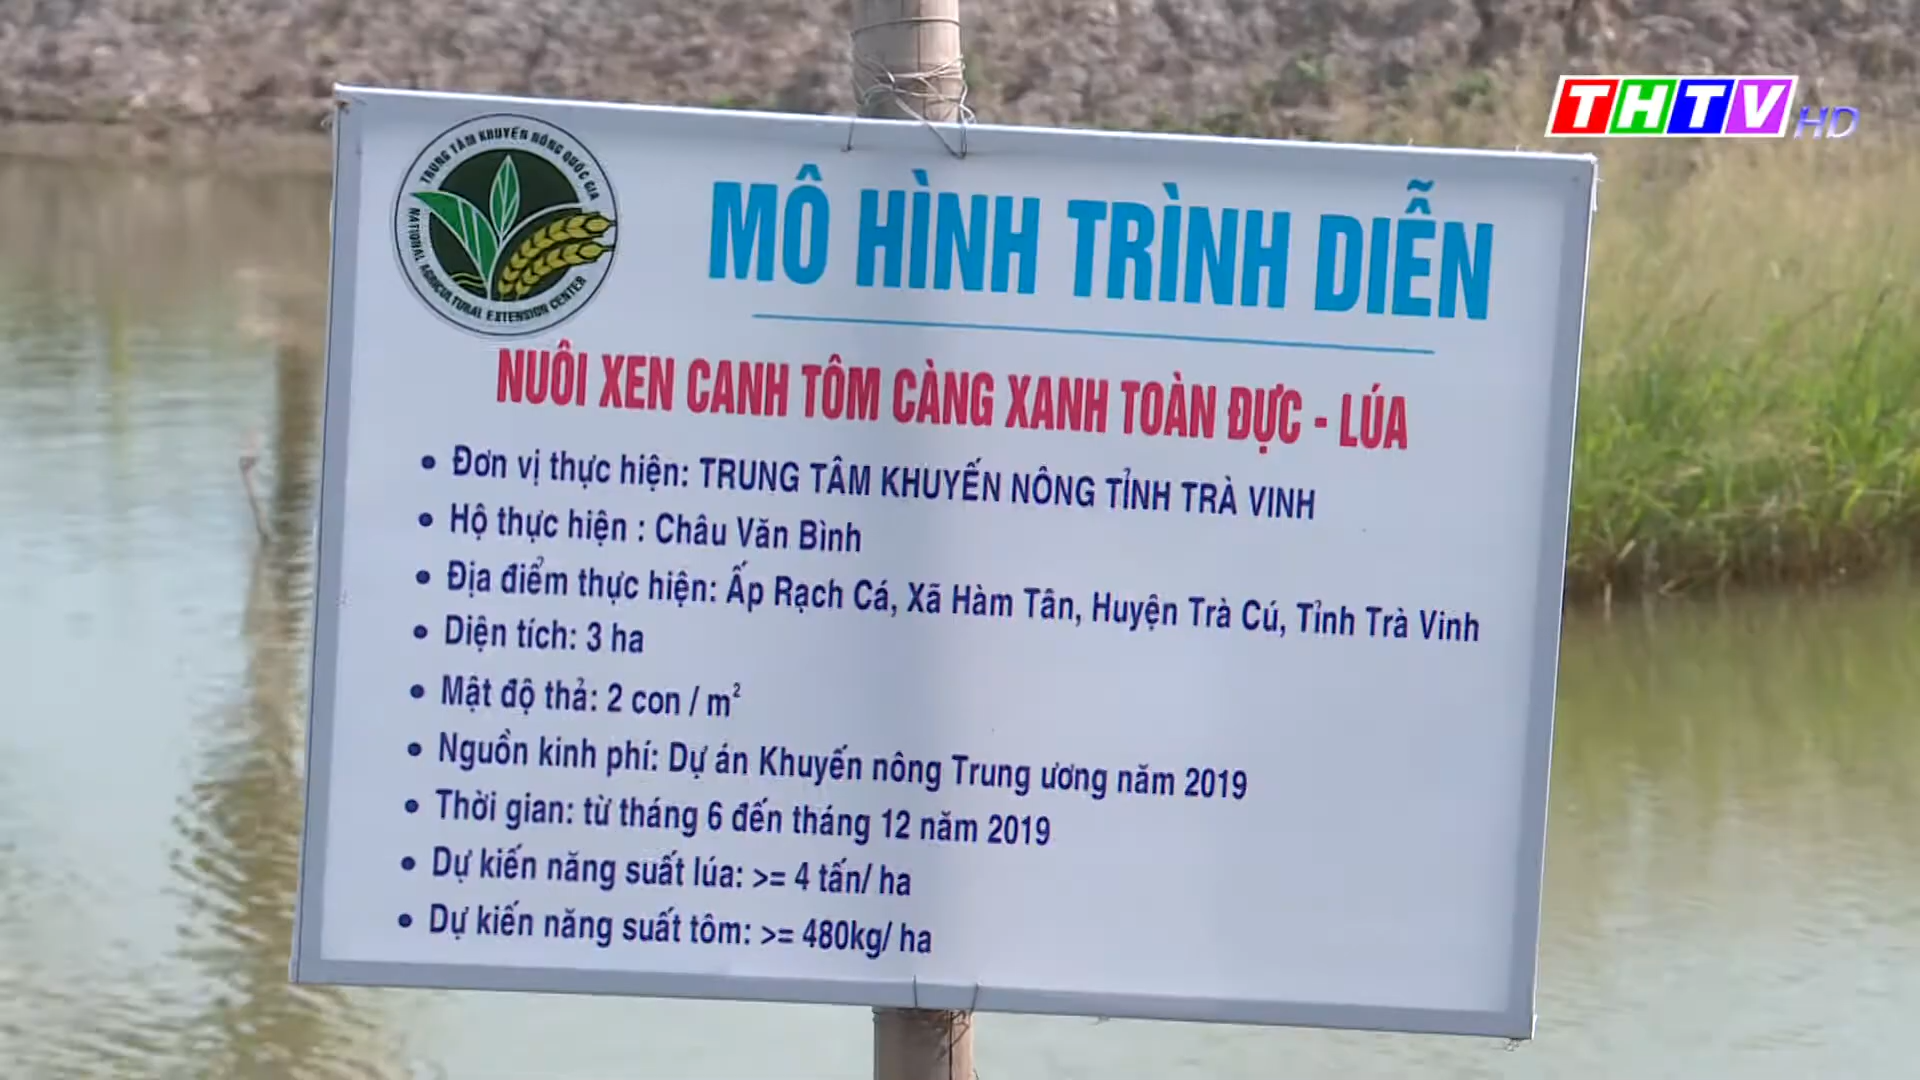 THTV HD
TRUNG TÂM KHUYẾN NÔNG QUỐC GIA
NATIONAL AGRICULTURAL EXTENSION CENTER
MÔ HÌNH TRÌNH DIỄN
NUÔI XEN CANH TÔM CÀNG XANH TOÀN ĐỰC - LÚA
• Đơn vị thực hiện: TRUNG TÂM KHUYẾN NÔNG TỈNH TRÀ VINH
• Hộ thực hiện : Châu Văn Bình
• Địa điểm thực hiện: Ấp Rạch Cá, Xã Hàm Tân, Huyện Trà Cú, Tỉnh Trà Vinh
• Diện tích: 3 ha
• Mật độ thả: 2 con / m²
• Nguồn kinh phí: Dự án Khuyến nông Trung ương năm 2019
• Thời gian: từ tháng 6 đến tháng 12 năm 2019
• Dự kiến năng suất lúa: >= 4 tấn/ ha
• Dự kiến năng suất tôm: >= 480kg/ ha